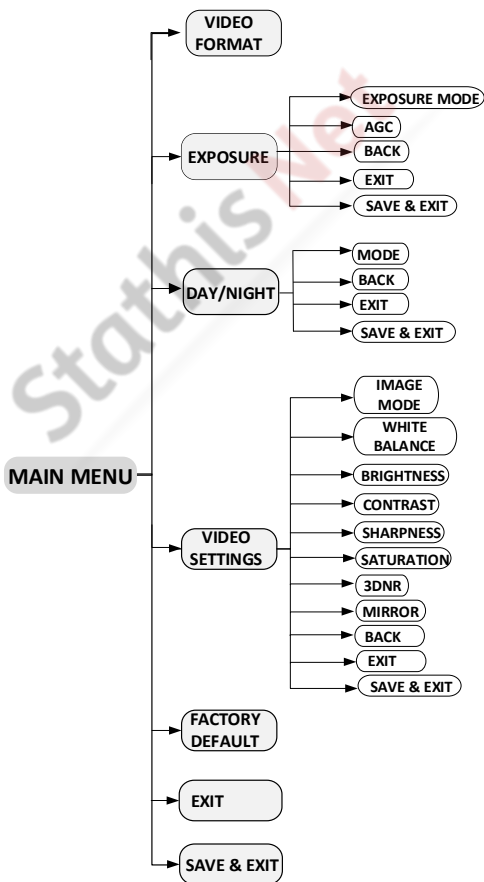 VIDEO
FORMAT
EXPOSURE
EXPOSURE MODE
AGC
BACK
EXIT
SAVE & EXIT
DAY/NIGHT
MODE
BACK
EXIT
SAVE & EXIT
MAIN MENU
VIDEO
SETTINGS
IMAGE
MODE
WHITE
BALANCE
BRIGHTNESS
CONTRAST
SHARPNESS
SATURATION
3DNR
MIRROR
BACK
EXIT
SAVE & EXIT
FACTORY
DEFAULT
EXIT
SAVE & EXIT
Stathis Net